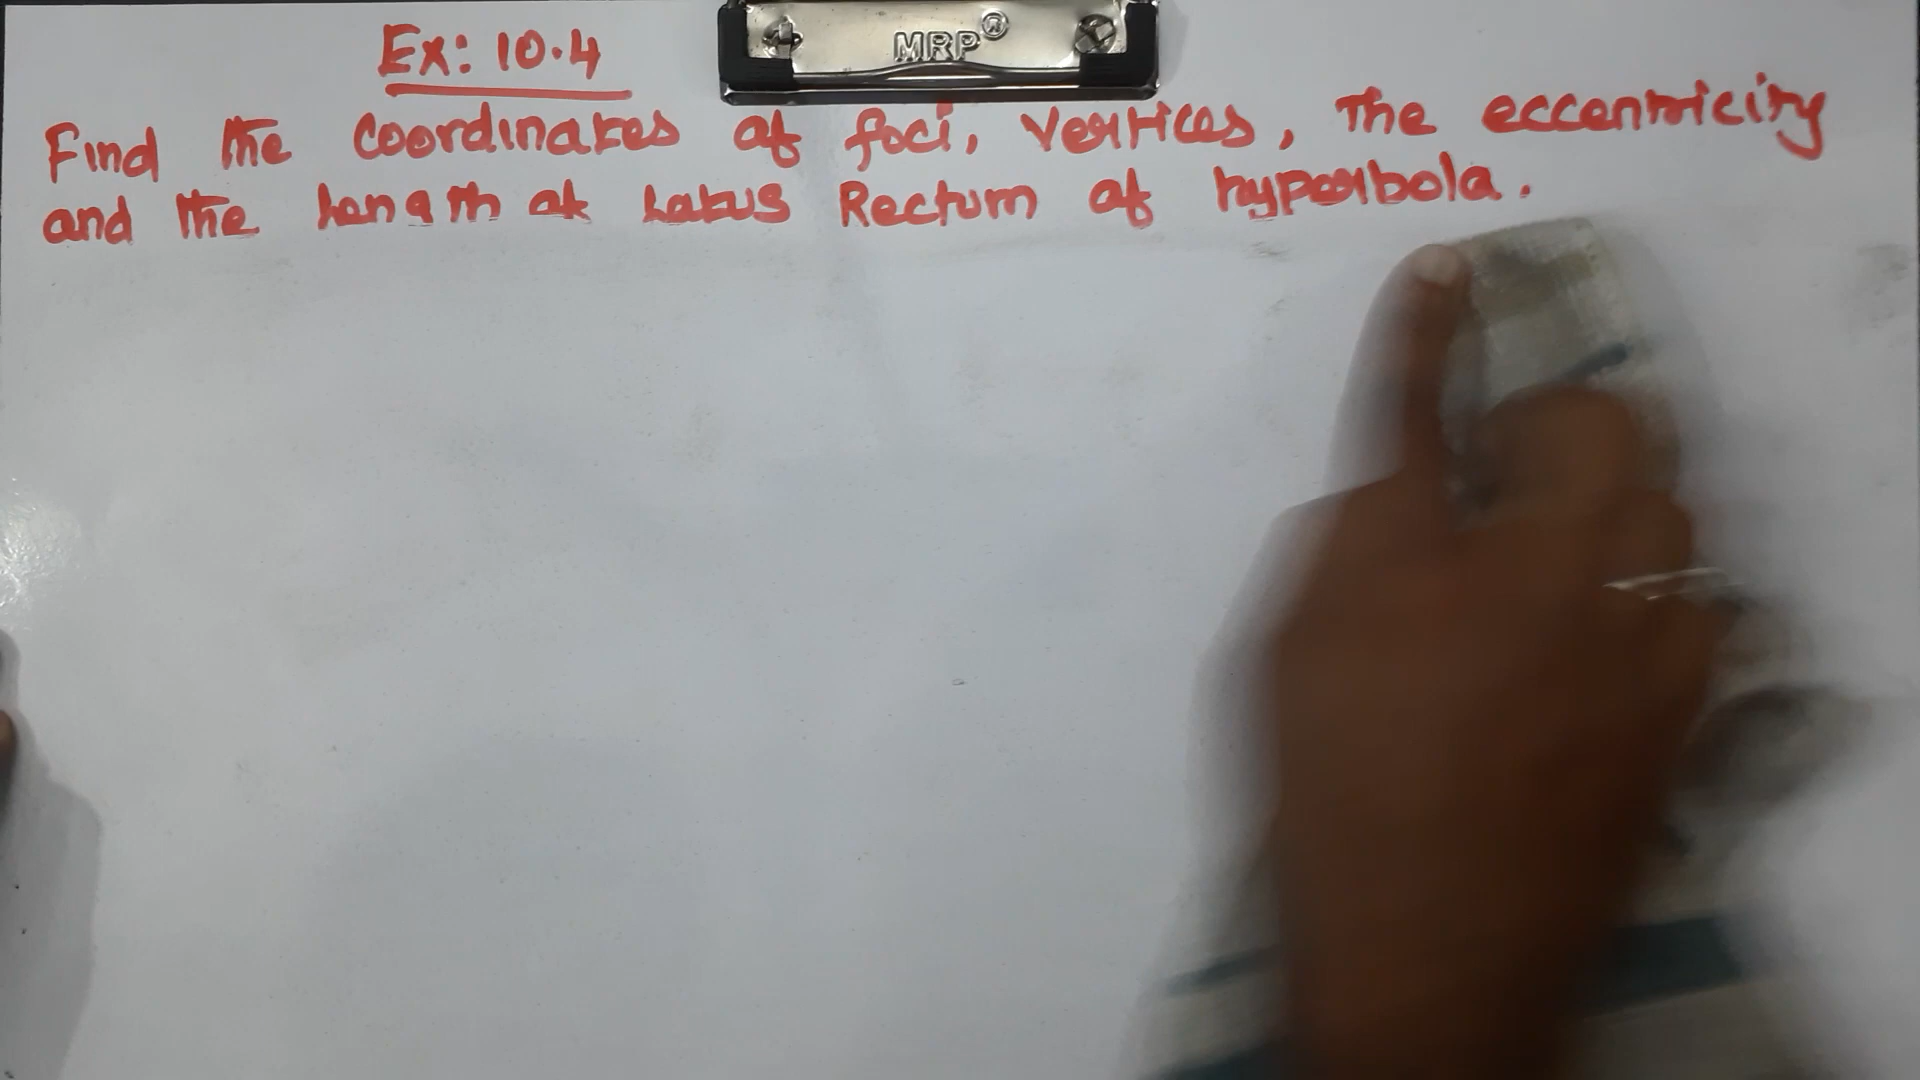 MRP®
Ex: 10.4
Find the coordinates of foci, Vertices, The eccentricity
and the Length of Latus Rectum of hyperbola.